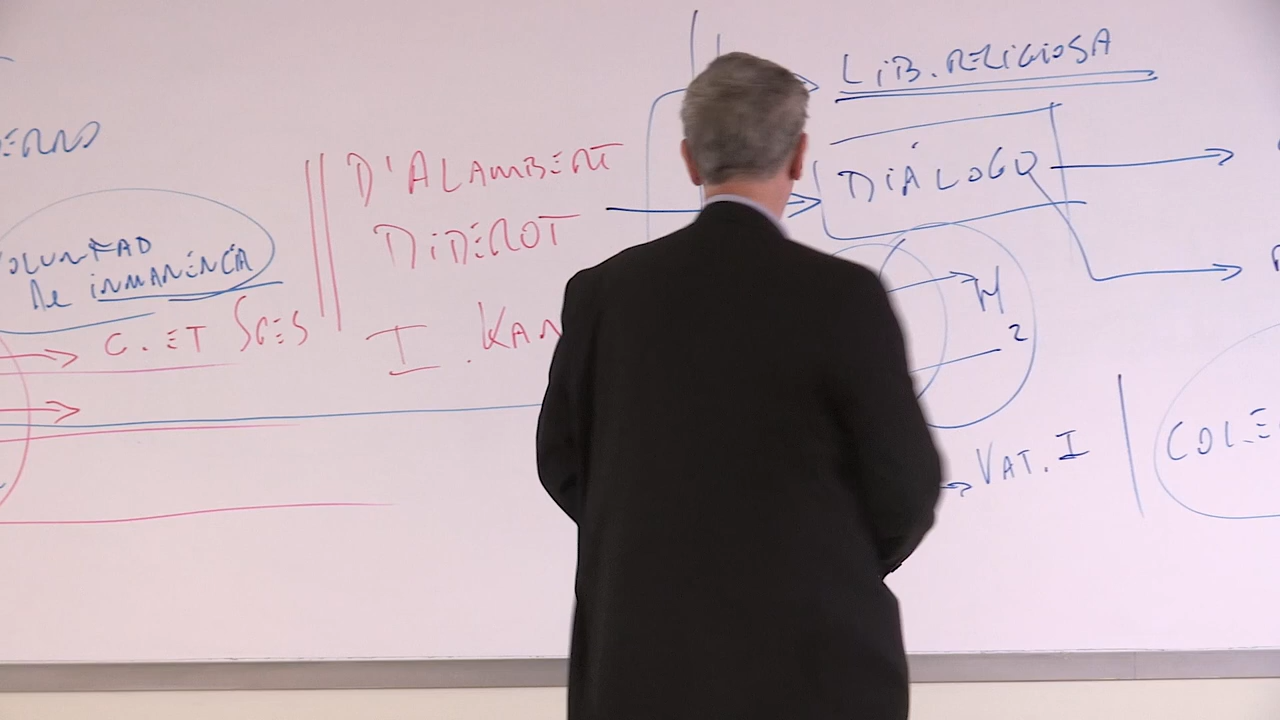 LIB. RELIGIOSA
D'ALAMBERT
DIÁLOGO
DIDEROT
VOLUNTAD
de INMANENCIA
M
2
C. ET SCES
I. KAN
VAT. I
COLE